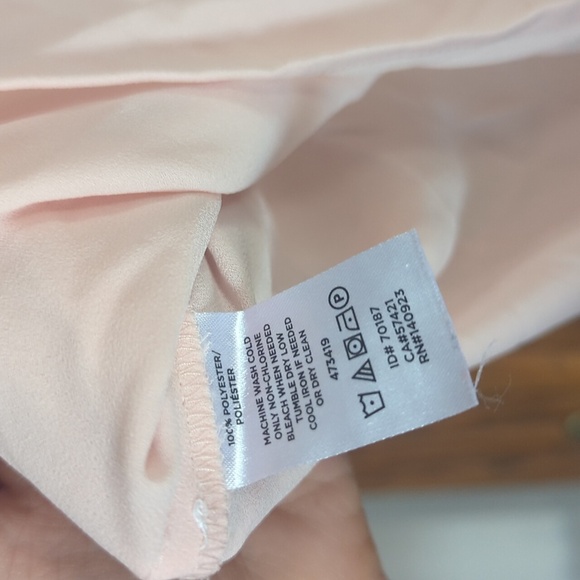 100% POLYESTER/
POLIÉSTER
MACHINE WASH COLD
ONLY NON-CHLORINE
BLEACH WHEN NEEDED
TUMBLE DRY LOW
COOL IRON IF NEEDED
OR DRY CLEAN
473419
P
ID# 70187
CA#57421
RN#140923